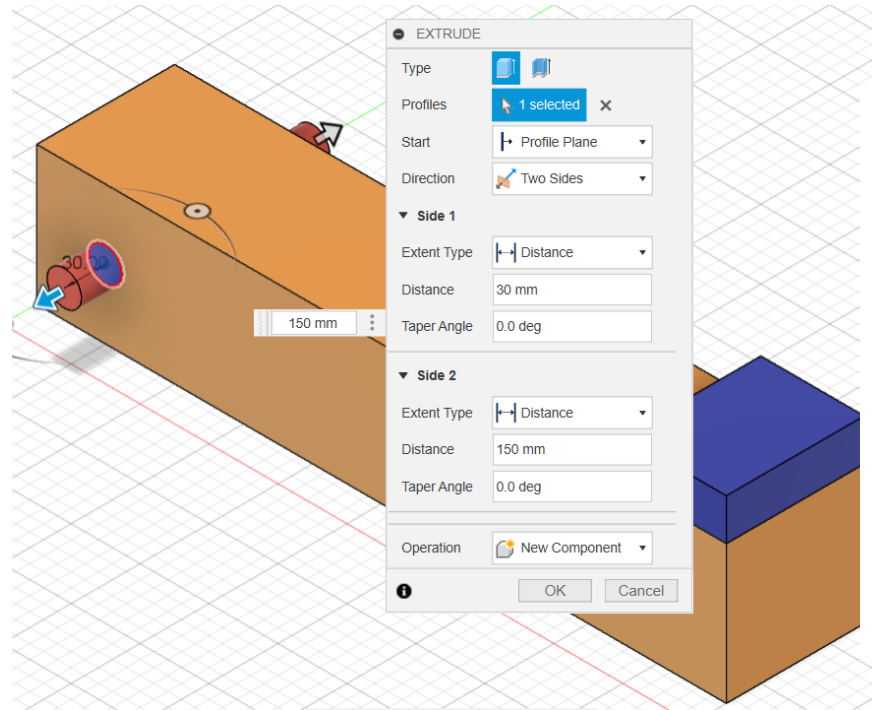 EXTRUDE
Type
Profiles 1 selected
Start Profile Plane
Direction Two Sides
Side 1
Extent Type Distance
30.00
Distance 30 mm
150 mm
Taper Angle 0.0 deg
Side 2
Extent Type Distance
Distance 150 mm
Taper Angle 0.0 deg
Operation New Component
OK Cancel